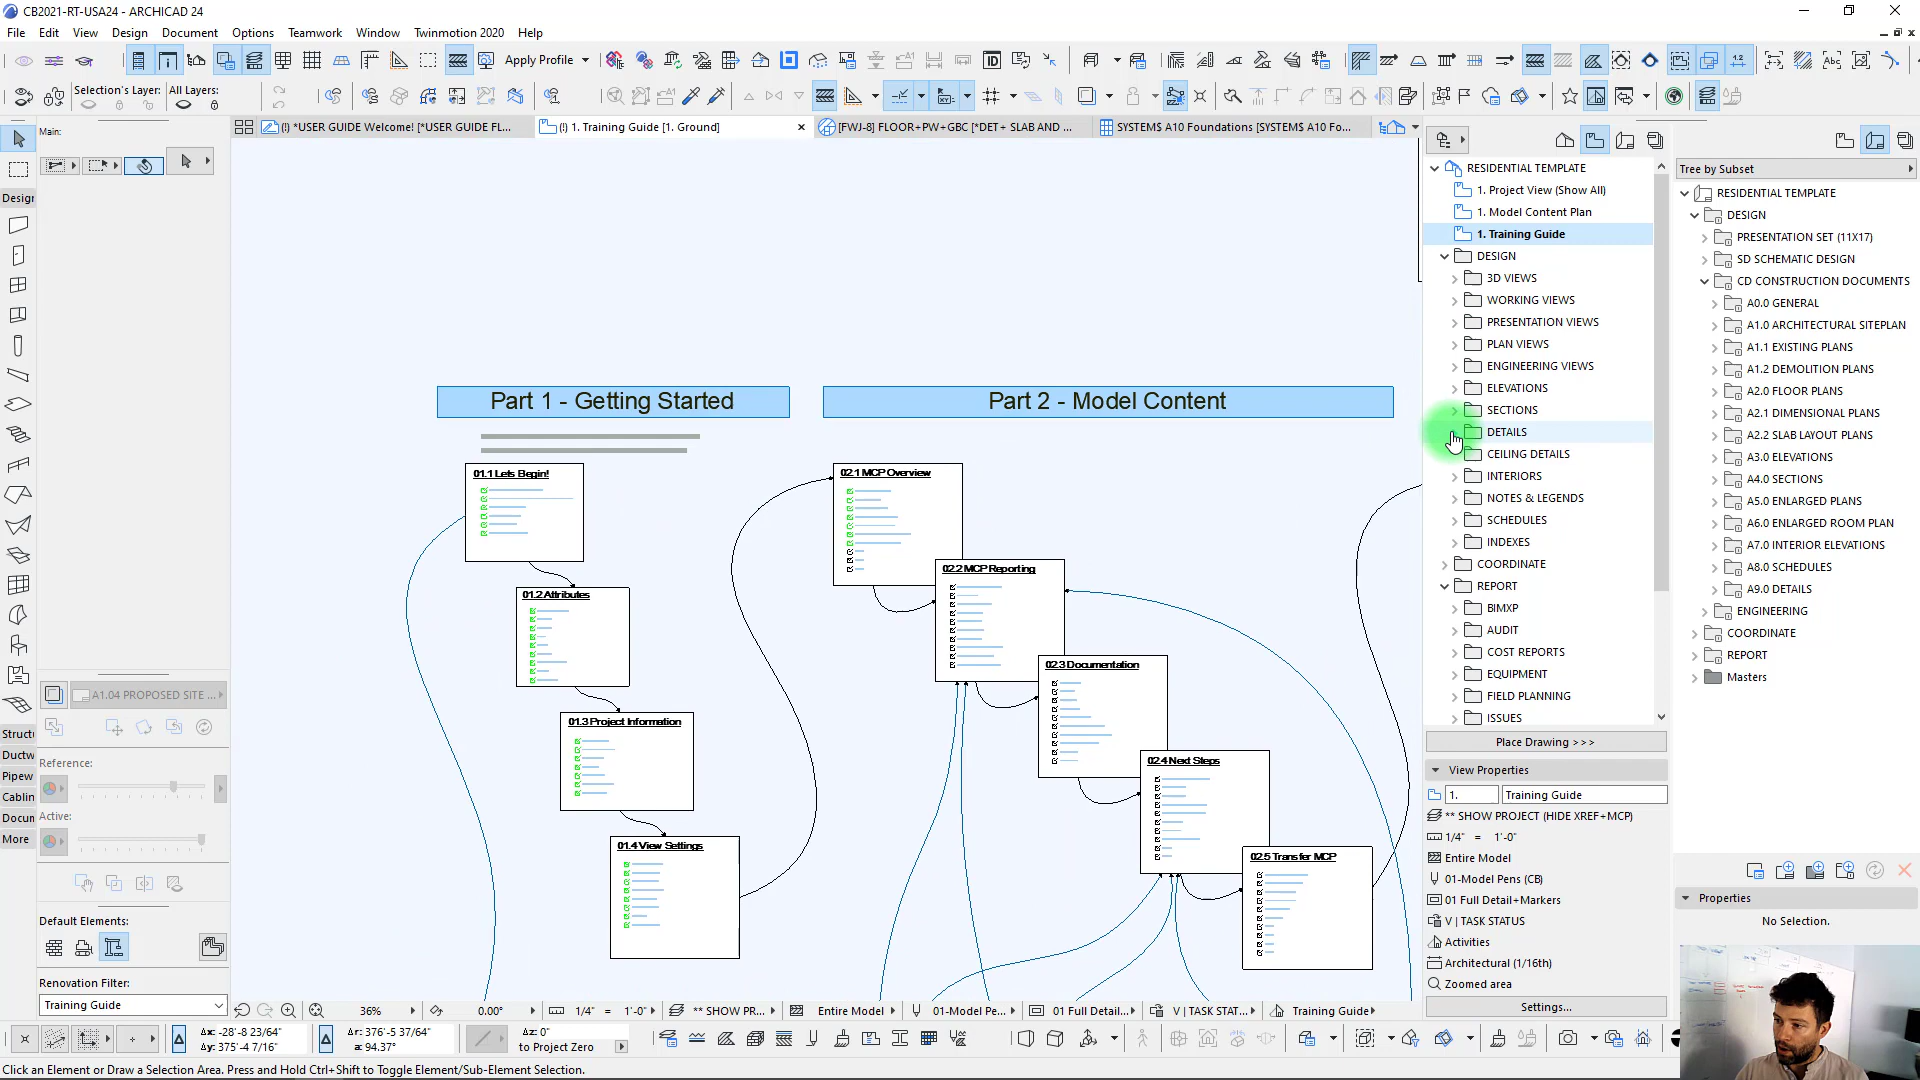 CB2021-RT-USA24 - ARCHICAD 24
File Edit View Design Document Options Teamwork Window Twinmotion 2020 Help
Apply Profile
Selection's Layer: All Layers:
(!) *USER GUIDE Welcome! [*USER GUIDE FL...
(!) 1. Training Guide [1. Ground]
[FWJ-8] FLOOR+PW+GBC [*DET+ SLAB AND ...
SYSTEM$ A10 Foundations [SYSTEM$ A10 Fo...
Main:
Design
A1.04 PROPOSED SITE ...
Struct
Ductw
Reference:
Pipew
Cablin
Docum
Active:
More
Default Elements:
Renovation Filter:
Training Guide
Part 1 - Getting Started
Part 2 - Model Content
01.1 Lets Begin!
01.2 Attributes
01.3 Project Information
01.4 View Settings
02.1 MCP Overview
02.2 MCP Reporting
02.3 Documentation
02.4 Next Steps
02.5 Transfer MCP
RESIDENTIAL TEMPLATE
1. Project View (Show All)
1. Model Content Plan
1. Training Guide
DESIGN
3D VIEWS
WORKING VIEWS
PRESENTATION VIEWS
PLAN VIEWS
ENGINEERING VIEWS
ELEVATIONS
SECTIONS
DETAILS
CEILING DETAILS
INTERIORS
NOTES & LEGENDS
SCHEDULES
INDEXES
COORDINATE
REPORT
BIMXP
AUDIT
COST REPORTS
EQUIPMENT
FIELD PLANNING
ISSUES
Place Drawing >>>
View Properties
1. Training Guide
** SHOW PROJECT (HIDE XREF+MCP)
1/4" = 1'-0"
Entire Model
01-Model Pens (CB)
01 Full Detail+Markers
V | TASK STATUS
Activities
Architectural (1/16th)
Zoomed area
Settings...
Tree by Subset
RESIDENTIAL TEMPLATE
DESIGN
PRESENTATION SET (11X17)
SD SCHEMATIC DESIGN
CD CONSTRUCTION DOCUMENTS
A0.0 GENERAL
A1.0 ARCHITECTURAL SITEPLAN
A1.1 EXISTING PLANS
A1.2 DEMOLITION PLANS
A2.0 FLOOR PLANS
A2.1 DIMENSIONAL PLANS
A2.2 SLAB LAYOUT PLANS
A3.0 ELEVATIONS
A4.0 SECTIONS
A5.0 ENLARGED PLANS
A6.0 ENLARGED ROOM PLAN
A7.0 INTERIOR ELEVATIONS
A8.0 SCHEDULES
A9.0 DETAILS
ENGINEERING
COORDINATE
REPORT
Masters
Properties
No Selection.
36% 0.00° 1/4" = 1'-0" ** SHOW PR... Entire Model 01-Model Pe... 01 Full Detail... V | TASK STAT... Training Guide
Δx: -28'-8 23/64" Δr: 376'-5 37/64" Δz: 0"
Δy: 375'-4 7/16" a: 94.37° to Project Zero
Click an Element or Draw a Selection Area. Press and Hold Ctrl+Shift to Toggle Element/Sub-Element Selection.